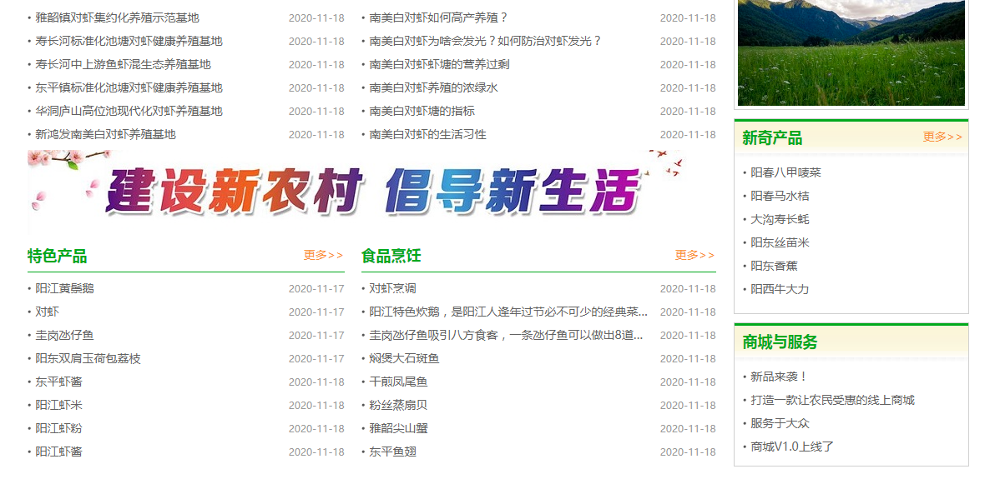 • 雅韶镇对虾集约化养殖示范基地 2020-11-18
• 寿长河标准化池塘对虾健康养殖基地 2020-11-18
• 寿长河中上游鱼虾混生态养殖基地 2020-11-18
• 东平镇标准化池塘对虾健康养殖基地 2020-11-18
• 华洞庐山高位池现代化对虾养殖基地 2020-11-18
• 新鸿发南美白对虾养殖基地 2020-11-18
• 南美白对虾如何高产养殖？ 2020-11-18
• 南美白对虾为啥会发光？如何防治对虾发光？ 2020-11-18
• 南美白对虾虾塘的营养过剩 2020-11-18
• 南美白对虾养殖的浓绿水 2020-11-18
• 南美白对虾塘的指标 2020-11-18
• 南美白对虾的生活习性 2020-11-18
建设新农村 倡导新生活
特色产品 更多>>
• 阳江黄鬃鹅 2020-11-17
• 对虾 2020-11-17
• 圭岗氹仔鱼 2020-11-17
• 阳东双肩玉荷包荔枝 2020-11-17
• 东平虾酱 2020-11-18
• 阳江虾米 2020-11-18
• 阳江虾粉 2020-11-18
• 阳江虾酱 2020-11-18
食品烹饪 更多>>
• 对虾烹调 2020-11-18
• 阳江特色炊鹅，是阳江人逢年过节必不可少的经典菜... 2020-11-18
• 圭岗氹仔鱼吸引八方食客，一条氹仔鱼可以做出8道... 2020-11-18
• 焖煲大石斑鱼 2020-11-18
• 干煎凤尾鱼 2020-11-18
• 粉丝蒸扇贝 2020-11-18
• 雅韶尖山蟹 2020-11-18
• 东平鱼翅 2020-11-18
新奇产品 更多>>
• 阳春八甲唛菜
• 阳春马水桔
• 大沟寿长蚝
• 阳东丝苗米
• 阳东香蕉
• 阳西牛大力
商城与服务
• 新品来袭！
• 打造一款让农民受惠的线上商城
• 服务于大众
• 商城V1.0上线了